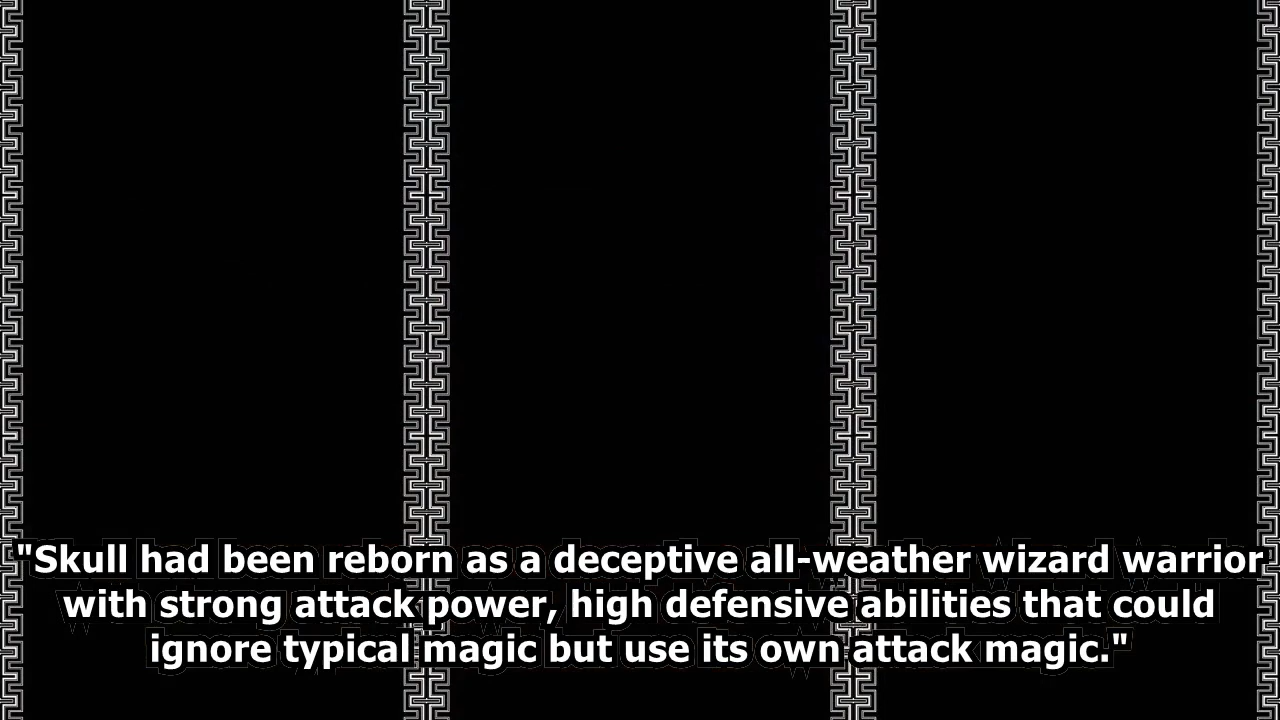 "Skull had been reborn as a deceptive all-weather wizard warrior
with strong attack power, high defensive abilities that could
ignore typical magic but use its own attack magic."